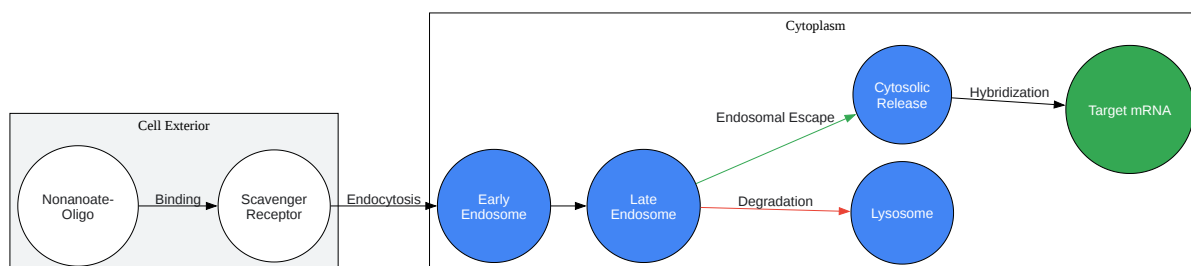 Cytoplasm
Cell Exterior
Nonanoate-
Oligo
Binding
Scavenger
Receptor
Endocytosis
Early
Endosome
Late
Endosome
Endosomal Escape
Degradation
Cytosolic
Release
Lysosome
Hybridization
Target mRNA